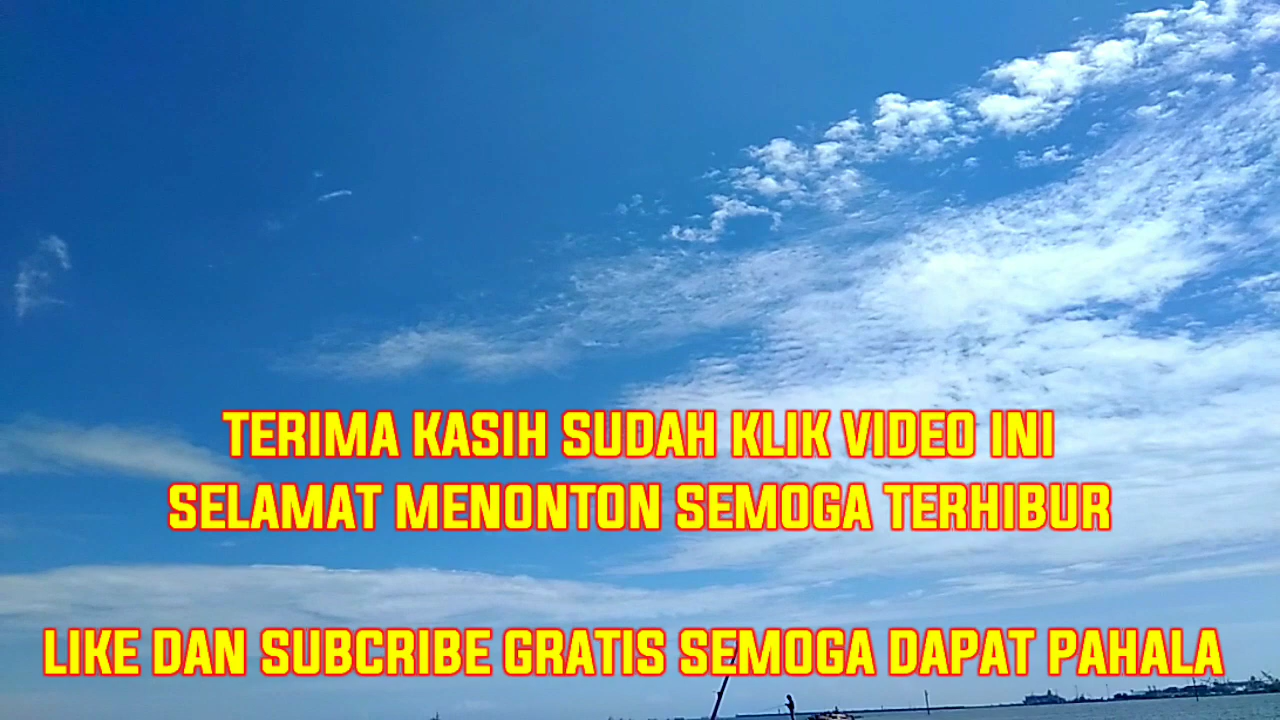 TERIMA KASIH SUDAH KLIK VIDEO INI
SELAMAT MENONTON SEMOGA TERHIBUR
LIKE DAN SUBCRIBE GRATIS SEMOGA DAPAT PAHALA